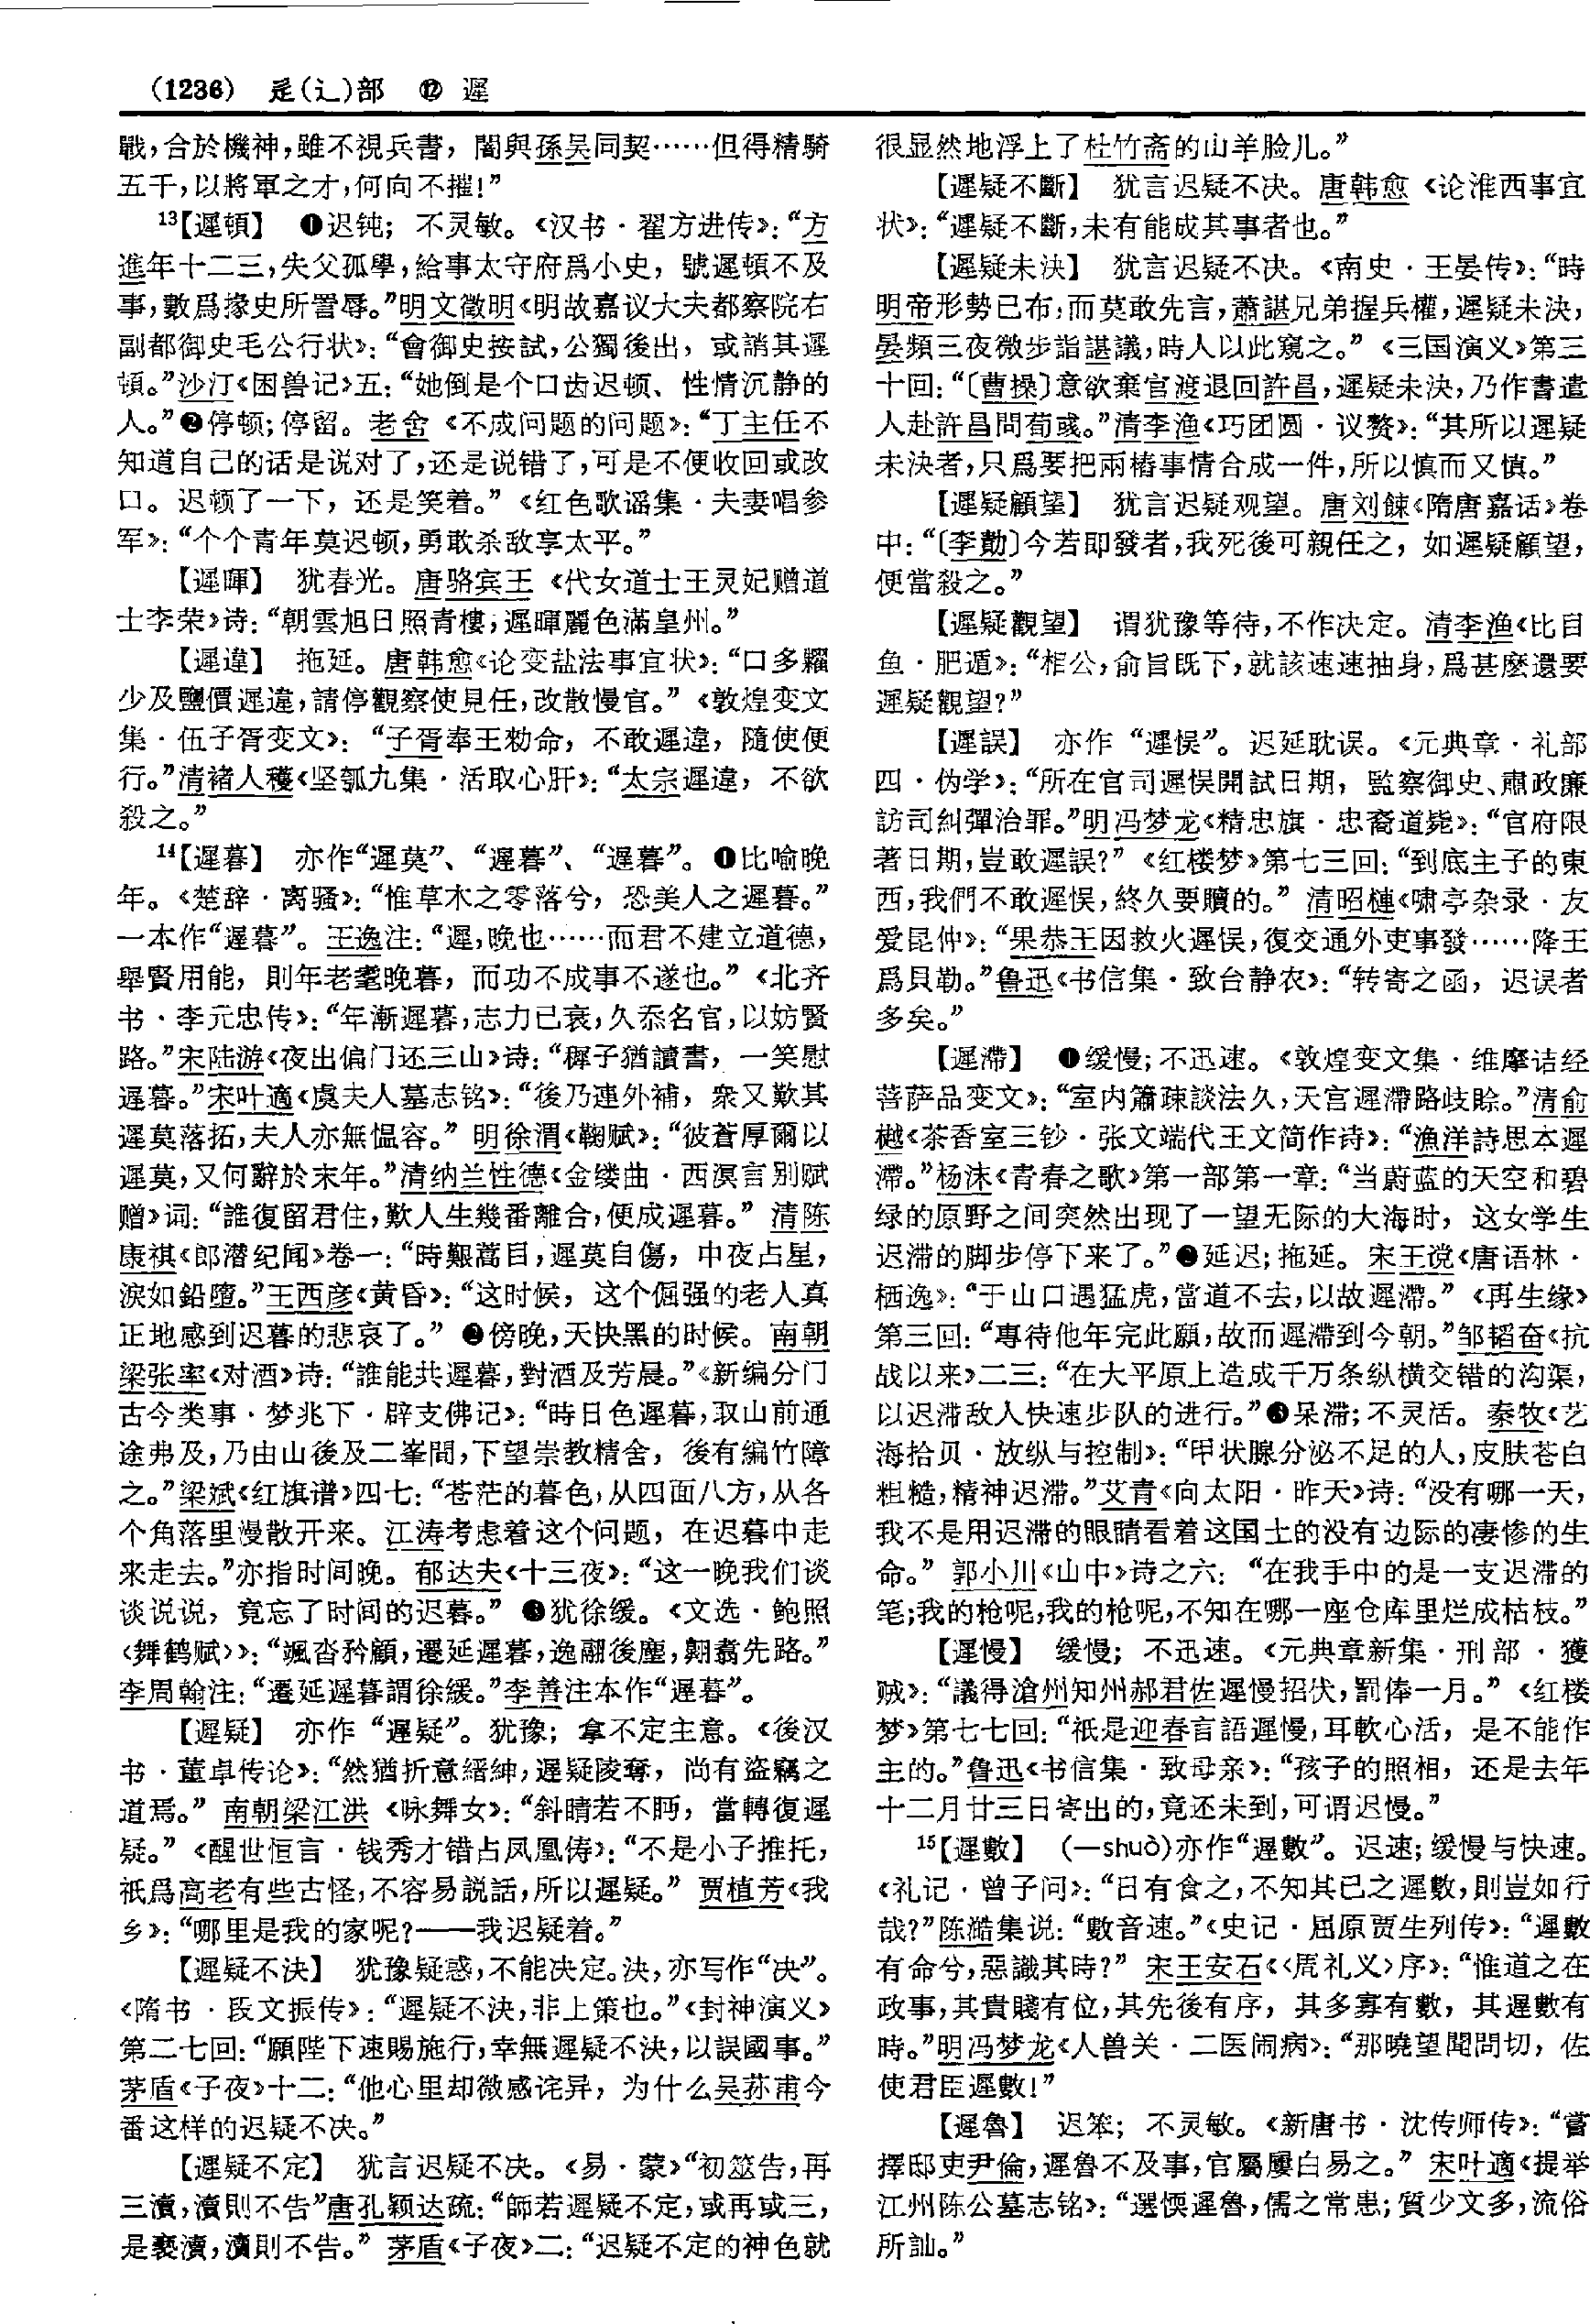 （1236） 辵(辶)部 ⑫ 遲
戰，合於機神，雖不視兵書，闇與孫吴同契……但得精騎
五千，以將軍之才，何向不摧！”
13【遲頓】 ❶迟钝；不灵敏。《汉书·翟方进传》：“方
進年十二三，失父孤學，給事太守府爲小史，號遲頓不及
事，數爲掾史所詈辱。”明文徵明《明故嘉议大夫都察院右
副都御史毛公行状》：“會御史按試，公獨後出，或誚其遲
頓。”沙汀《困兽记》五：“她倒是个口齿迟顿、性情沉静的
人。”❷停顿；停留。老舍《不成问题的问题》：“丁主任不
知道自己的话是说对了，还是说错了，可是不便收回或改
口。迟顿了一下，还是笑着。”《红色歌谣集·夫妻唱参
军》：“个个青年莫迟顿，勇敢杀敌享太平。”
【遲暉】 犹春光。唐骆宾王《代女道士王灵妃赠道
士李荣》诗：“朝雲旭日照青樓，遲暉麗色滿皇州。”
【遲違】 拖延。唐韩愈《论变盐法事宜状》：“口多糶
少及鹽價遲違，請停觀察使見任，改散慢官。”《敦煌变文
集·伍子胥变文》：“子胥奉王勑命，不敢遲違，隨使便
行。”清褚人穫《坚瓠九集·活取心肝》：“太宗遲違，不欲
殺之。”
14【遲暮】 亦作“遲莫”、“遟暮”、“遅暮”。❶比喻晚
年。《楚辞·离骚》：“惟草木之零落兮，恐美人之遲暮。”
一本作“遟暮”。王逸注：“遲，晚也……而君不建立道德，
舉賢用能，則年老耄晚暮，而功不成事不遂也。”《北齐
书·李元忠传》：“年漸遲暮，志力已衰，久忝名官，以妨賢
路。”宋陆游《夜出偏门还三山》诗：“穉子猶讀書，一笑慰
遲暮。”宋叶適《虞夫人墓志铭》：“後乃連外補，衆又歎其
遲莫落拓，夫人亦無愠容。”明徐渭《鞠赋》：“彼蒼厚爾以
遲莫，又何辭於末年。”清纳兰性德《金缕曲·西溟言别赋
赠》词：“誰復留君住，歎人生幾番離合，便成遲暮。”清陈
康祺《郎潜纪闻》卷一：“時艱蒿目，遲莫自傷，中夜占星，
淚如鉛墮。”王西彦《黄昏》：“这时候，这个倔强的老人真
正地感到迟暮的悲哀了。”❷傍晚，天快黑的时候。南朝
梁张率《对酒》诗：“誰能共遲暮，對酒及芳晨。”《新编分门
古今类事·梦兆下·辟支佛记》：“時日色遲暮，取山前通
途弗及，乃由山後及二峯間，下望崇教精舍，後有編竹障
之。”梁斌《红旗谱》四七：“苍茫的暮色，从四面八方，从各
个角落里漫散开来。江涛考虑着这个问题，在迟暮中走
来走去。”亦指时间晚。郁达夫《十三夜》：“这一晚我们谈
谈说说，竟忘了时间的迟暮。”❸犹徐缓。《文选·鲍照
〈舞鹤赋〉》：“颯沓矜顧，遷延遲暮，逸翮後塵，翱翥先路。”
李周翰注：“遷延遲暮謂徐緩。”李善注本作“遟暮”。
【遲疑】 亦作“遟疑”。犹豫；拿不定主意。《後汉
书·董卓传论》：“然猶折意縉紳，遲疑陵奪，尚有盜竊之
道焉。”南朝梁江洪《咏舞女》：“斜睛若不眄，當轉復遲
疑。”《醒世恒言·钱秀才错占凤凰俦》：“不是小子推托，
祇爲高老有些古怪，不容易説話，所以遲疑。”贾植芳《我
乡》：“哪里是我的家呢？——我迟疑着。”
【遲疑不決】 犹豫疑惑，不能决定。決，亦写作“决”。
《隋书·段文振传》：“遲疑不決，非上策也。”《封神演义》
第二七回：“願陛下速賜施行，幸無遲疑不決，以誤國事。”
茅盾《子夜》十二：“他心里却微感诧异，为什么吴荪甫今
番这样的迟疑不决。”
【遲疑不定】 犹言迟疑不决。《易·蒙》“初筮告，再
三瀆，瀆則不告”唐孔颖达疏：“師若遲疑不定，或再或三，
是褻瀆，瀆則不告。”茅盾《子夜》二：“迟疑不定的神色就
很显然地浮上了杜竹斋的山羊脸儿。”
【遲疑不斷】 犹言迟疑不决。唐韩愈《论淮西事宜
状》：“遲疑不斷，未有能成其事者也。”
【遲疑未決】 犹言迟疑不决。《南史·王晏传》：“時
明帝形勢已布，而莫敢先言，蕭諶兄弟握兵權，遲疑未決，
晏頻三夜微步詣諶議，時人以此窺之。”《三国演义》第三
十回：“〔曹操〕意欲棄官渡退回許昌，遲疑未決，乃作書遣
人赴許昌問荀彧。”清李渔《巧团圆·议赘》：“其所以遲疑
未決者，只爲要把兩樁事情合成一件，所以慎而又慎。”
【遲疑顧望】 犹言迟疑观望。唐刘餗《隋唐嘉话》卷
中：“〔李勣〕今若即發者，我死後可親任之，如遲疑顧望，
便當殺之。”
【遲疑觀望】 谓犹豫等待，不作决定。清李渔《比目
鱼·肥遁》：“相公，俞旨既下，就該速速抽身，爲甚麽還要
遲疑觀望？”
【遲誤】 亦作“遲悮”。迟延耽误。《元典章·礼部
四·伪学》：“所在官司遲悮開試日期，監察御史、肅政廉
訪司糾彈治罪。”明冯梦龙《精忠旗·忠裔道毙》：“官府限
著日期，豈敢遲誤？”《红楼梦》第七三回：“到底主子的東
西，我們不敢遲悮，終久要贖的。”清昭槤《啸亭杂录·友
爱昆仲》：“果恭王因救火遲悮，復交通外吏事發……降王
爲貝勒。”鲁迅《书信集·致台静农》：“转寄之函，迟误者
多矣。”
【遲滯】 ❶缓慢；不迅速。《敦煌变文集·维摩诘经
菩萨品变文》：“室内簫疎談法久，天宫遲滯路歧賒。”清俞
樾《茶香室三钞·张文端代王文简作诗》：“漁洋詩思本遲
滯。”杨沫《青春之歌》第一部第一章：“当蔚蓝的天空和碧
绿的原野之间突然出现了一望无际的大海时，这女学生
迟滞的脚步停下来了。”❷延迟；拖延。宋王谠《唐语林·
栖逸》：“于山口遇猛虎，當道不去，以故遲滯。”《再生缘》
第三回：“專待他年完此願，故而遲滯到今朝。”邹韬奋《抗
战以来》二三：“在大平原上造成千万条纵横交错的沟渠，
以迟滞敌人快速步队的进行。”❸呆滞；不灵活。秦牧《艺
海拾贝·放纵与控制》：“甲状腺分泌不足的人，皮肤苍白
粗糙，精神迟滞。”艾青《向太阳·昨天》诗：“没有哪一天，
我不是用迟滞的眼睛看着这国土的没有边际的凄惨的生
命。”郭小川《山中》诗之六：“在我手中的是一支迟滞的
笔；我的枪呢，我的枪呢，不知在哪一座仓库里烂成枯枝。”
【遲慢】 缓慢；不迅速。《元典章新集·刑部·獲
贼》：“議得滄州知州郝君佐遲慢招伏，罰俸一月。”《红楼
梦》第七七回：“祇是迎春言語遲慢，耳軟心活，是不能作
主的。”鲁迅《书信集·致母亲》：“孩子的照相，还是去年
十二月廿三日寄出的，竟还未到，可谓迟慢。”
15【遲數】 （—shuò）亦作“遟數”。迟速；缓慢与快速。
《礼记·曾子问》：“日有食之，不知其已之遲數，則豈如行
哉？”陈澔集说：“數音速。”《史记·屈原贾生列传》：“遲數
有命兮，惡識其時？”宋王安石《〈周礼义〉序》：“惟道之在
政事，其貴賤有位，其先後有序，其多寡有數，其遲數有
時。”明冯梦龙《人兽关·二医闹病》：“那曉望聞問切，佐
使君臣遲數！”
【遲魯】 迟笨；不灵敏。《新唐书·沈传师传》：“嘗
擇邸吏尹倫，遲魯不及事，官屬屢白易之。”宋叶適《提举
江州陈公墓志铭》：“選愞遲魯，儒之常患；質少文多，流俗
所訕。”